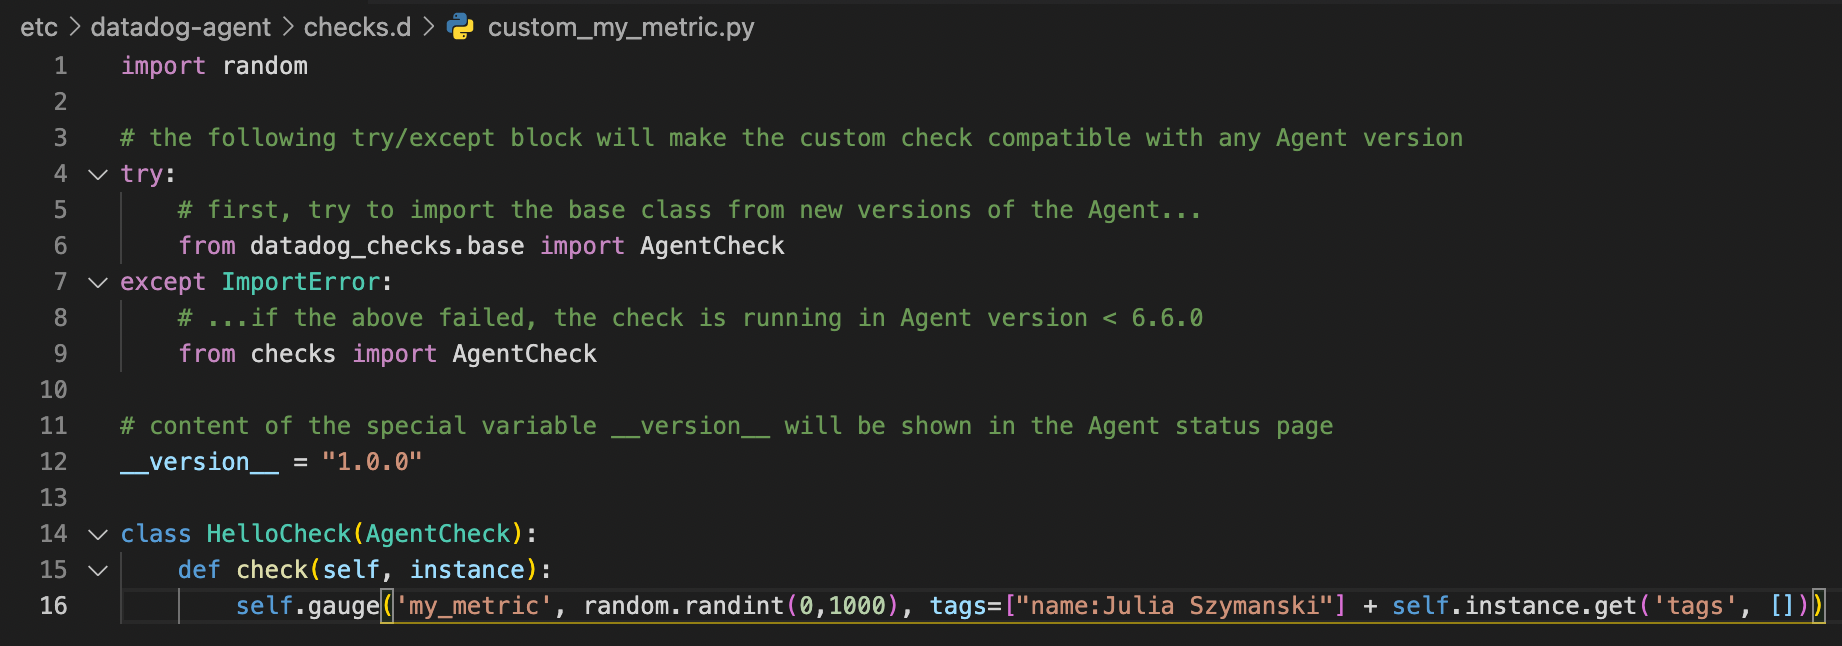 etc > datadog-agent > checks.d > custom_my_metric.py
1 import random
2
3 # the following try/except block will make the custom check compatible with any Agent version
4 try:
5     # first, try to import the base class from new versions of the Agent...
6     from datadog_checks.base import AgentCheck
7 except ImportError:
8     # ...if the above failed, the check is running in Agent version < 6.6.0
9     from checks import AgentCheck
10
11 # content of the special variable __version__ will be shown in the Agent status page
12 __version__ = "1.0.0"
13
14 class HelloCheck(AgentCheck):
15     def check(self, instance):
16         self.gauge('my_metric', random.randint(0,1000), tags=["name:Julia Szymanski"] + self.instance.get('tags', []))